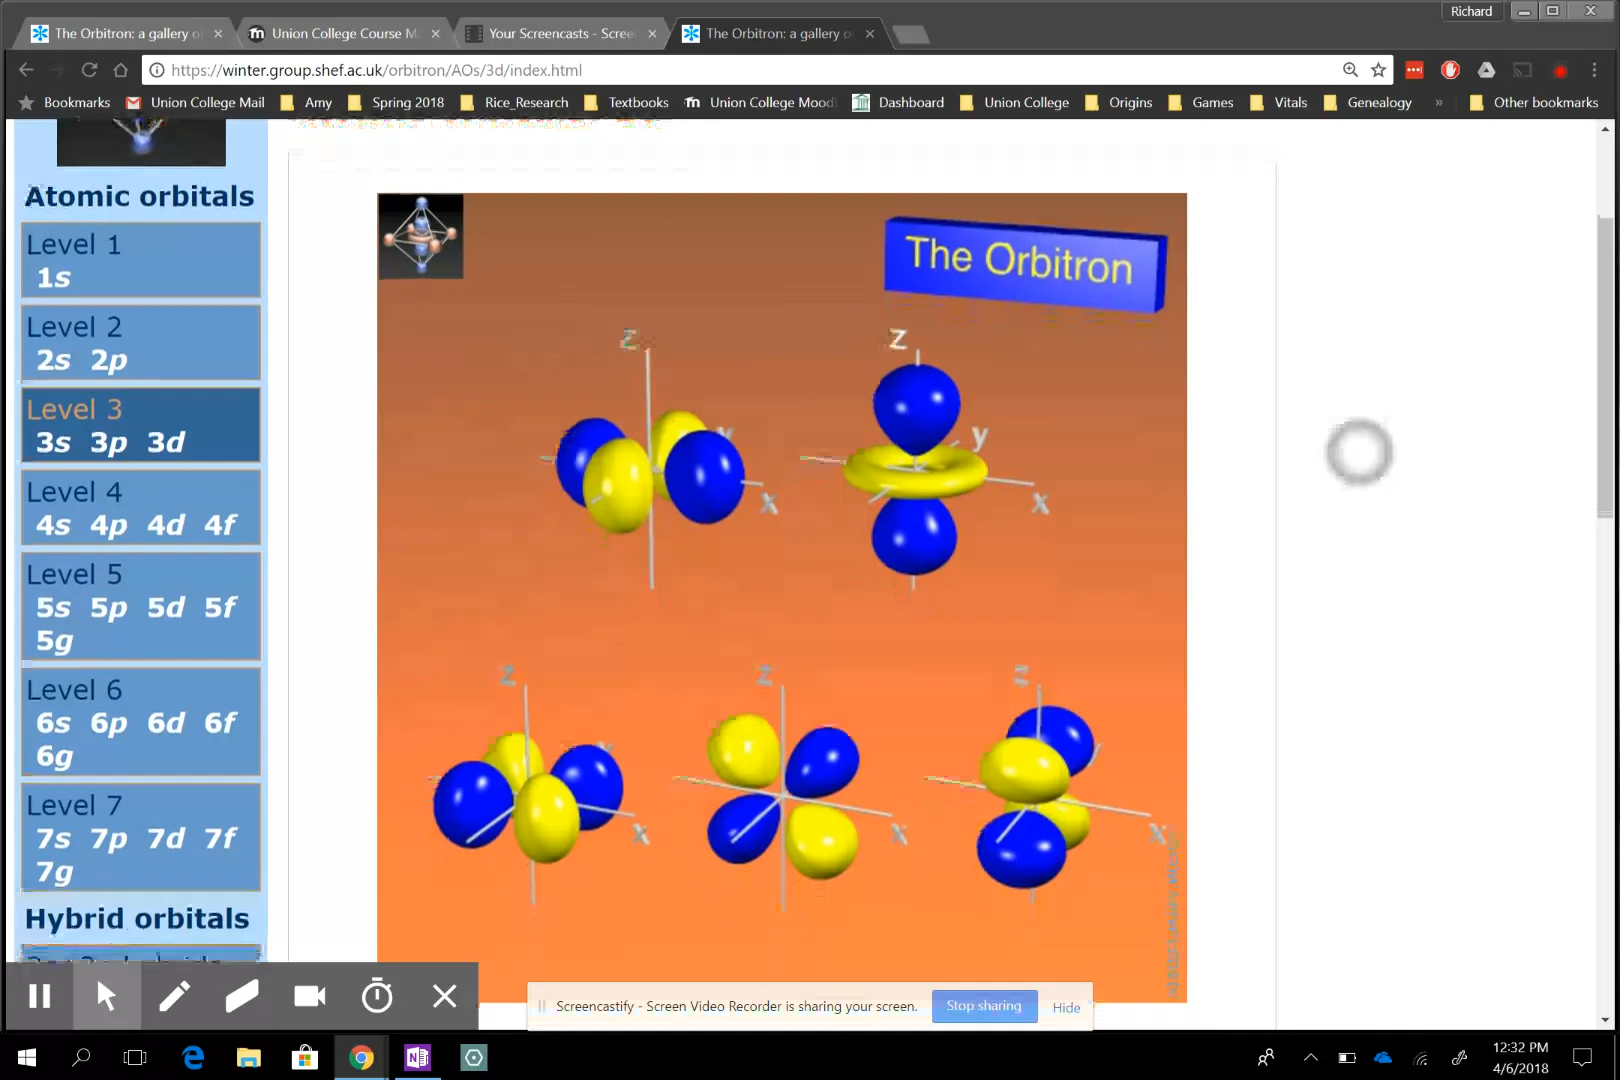 Richard
The Orbitron: a gallery o
Union College Course M
Your Screencasts - Scree
The Orbitron: a gallery o
https://winter.group.shef.ac.uk/orbitron/AOs/3d/index.html
Bookmarks Union College Mail Amy Spring 2018 Rice_Research Textbooks Union College Mood Dashboard Union College Origins Games Vitals Genealogy » Other bookmarks
Atomic orbitals
Level 1
1s
Level 2
2s 2p
Level 3
3s 3p 3d
Level 4
4s 4p 4d 4f
Level 5
5s 5p 5d 5f
5g
Level 6
6s 6p 6d 6f
6g
Level 7
7s 7p 7d 7f
7g
Hybrid orbitals
The Orbitron
z
z
y
x
x
z
z
z
x
x
x
Screencastify - Screen Video Recorder is sharing your screen. Stop sharing Hide
12:32 PM
4/6/2018